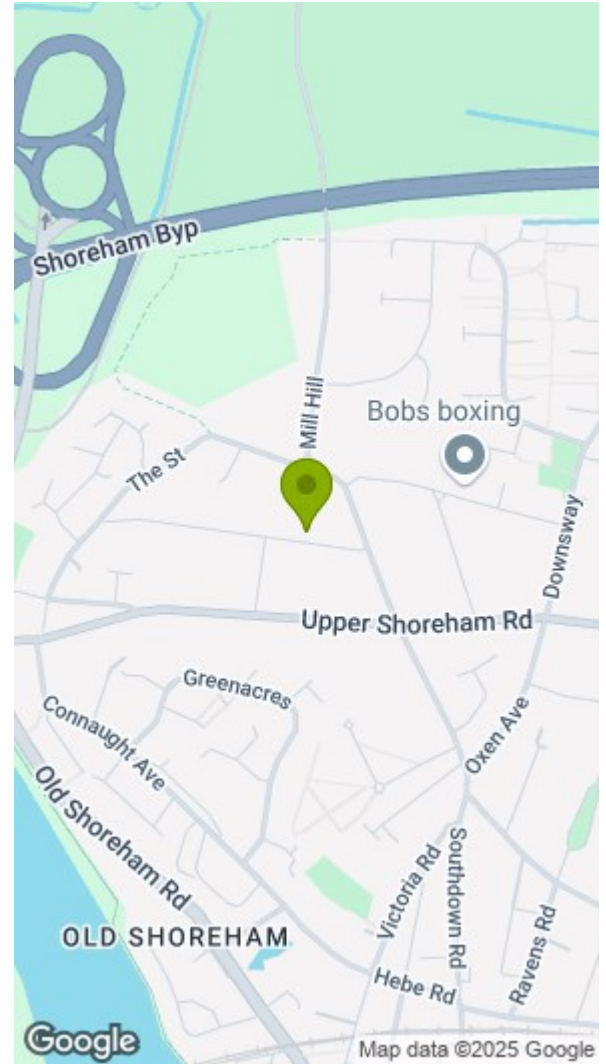 Shoreham Byp
Mill Hill
Bobs boxing
The St
Downsway
Upper Shoreham Rd
Greenacres
Connaught Ave
Oxen Ave
Old Shoreham Rd
Victoria Rd
Southdown Rd
Ravens Rd
OLD SHOREHAM
Hebe Rd
Google
Map data ©2025 Google